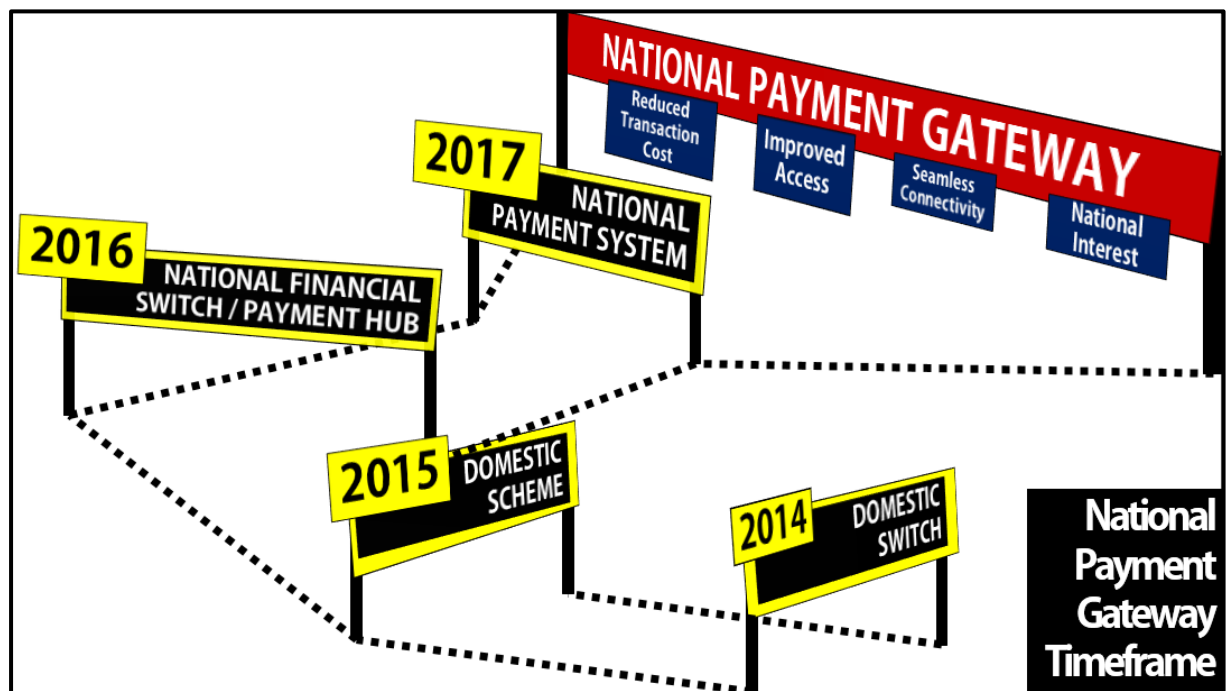 NATIONAL PAYMENT GATEWAY
Reduced
Transaction
Cost
Improved
Access
Seamless
Connectivity
National
Interest
2017
NATIONAL
PAYMENT SYSTEM
2016
NATIONAL FINANCIAL
SWITCH / PAYMENT HUB
2015
DOMESTIC
SCHEME
2014
DOMESTIC
SWITCH
National
Payment
Gateway
Timeframe